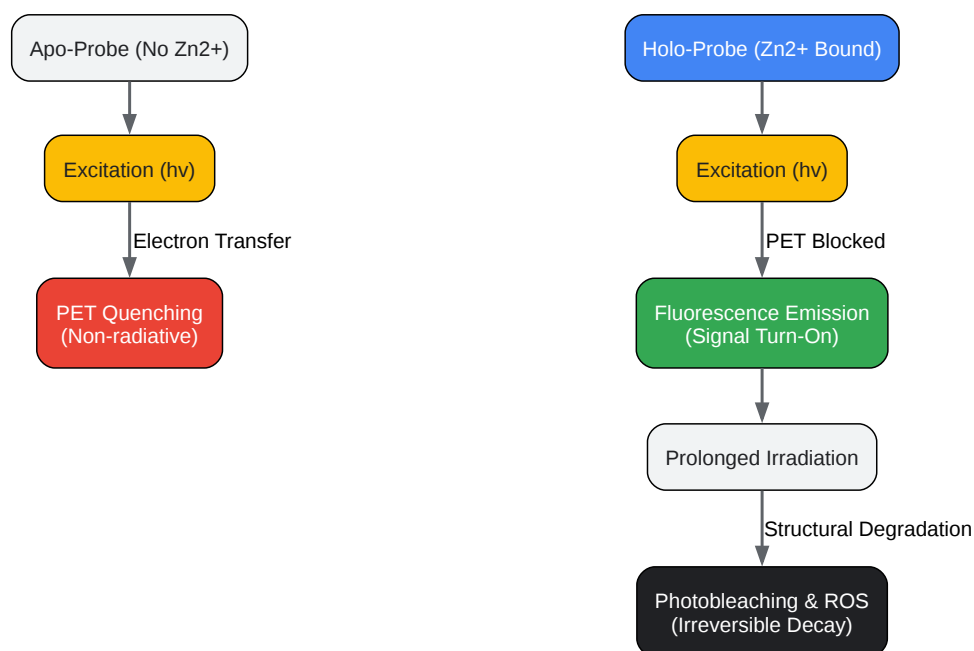 Apo-Probe (No Zn2+)
Excitation (hv)
Electron Transfer
PET Quenching
(Non-radiative)
Holo-Probe (Zn2+ Bound)
Excitation (hv)
PET Blocked
Fluorescence Emission
(Signal Turn-On)
Prolonged Irradiation
Structural Degradation
Photobleaching & ROS
(Irreversible Decay)